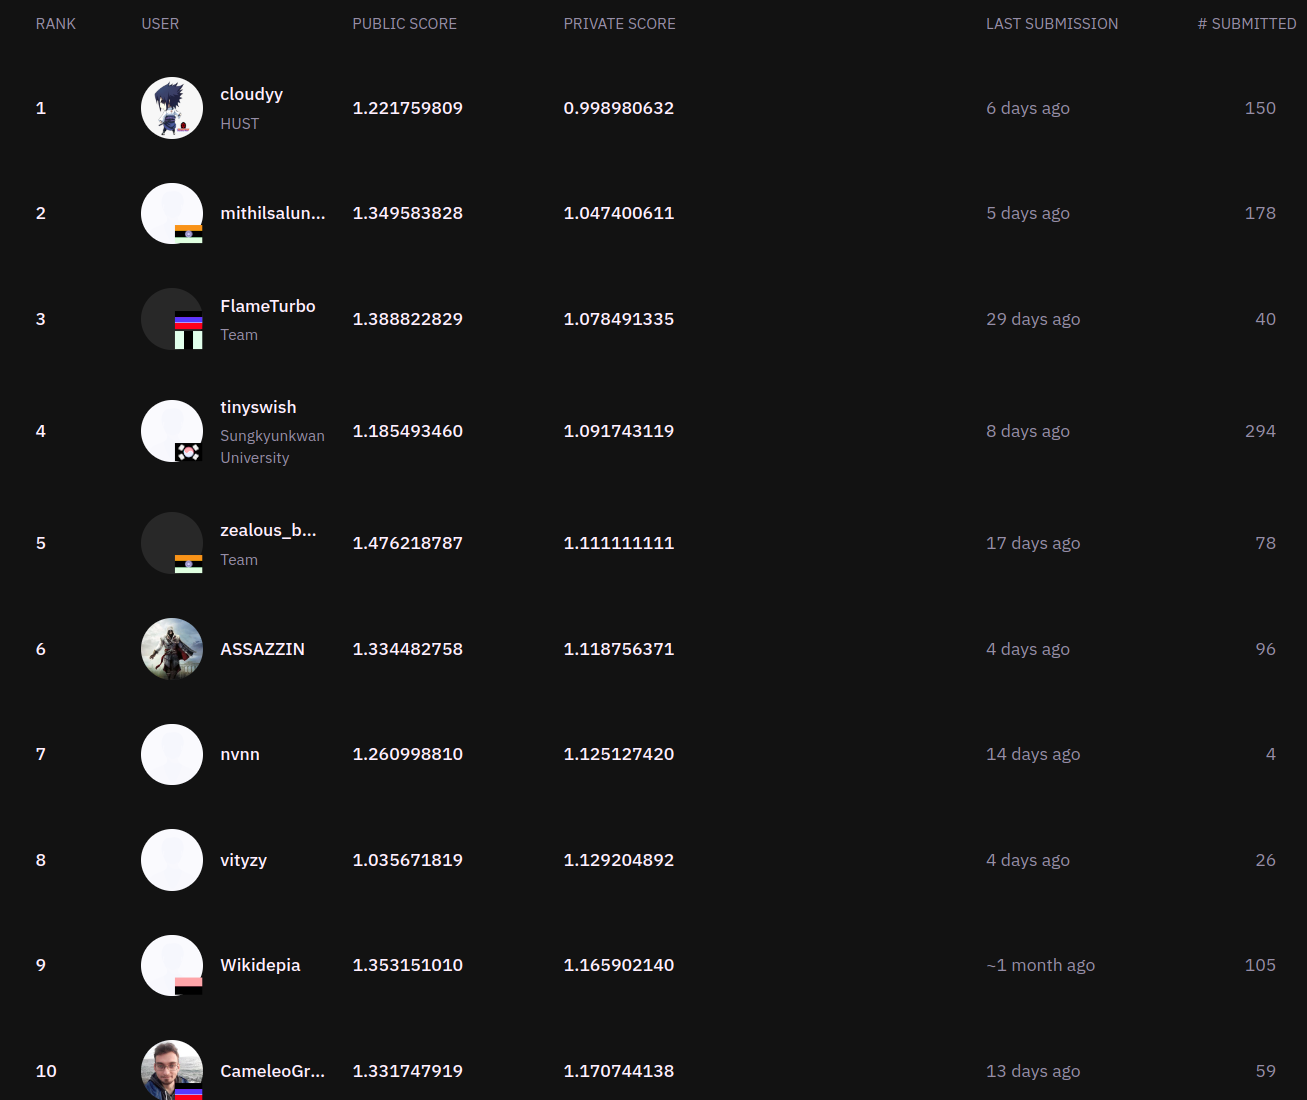 RANK USER PUBLIC SCORE PRIVATE SCORE LAST SUBMISSION # SUBMITTED
1 cloudyy 1.221759809 0.998980632 6 days ago 150
HUST
2 mithilsalun... 1.349583828 1.047400611 5 days ago 178
3 FlameTurbo 1.388822829 1.078491335 29 days ago 40
Team
4 tinyswish 1.185493460 1.091743119 8 days ago 294
Sungkyunkwan
University
5 zealous_b... 1.476218787 1.111111111 17 days ago 78
Team
6 ASSAZZIN 1.334482758 1.118756371 4 days ago 96
7 nvnn 1.260998810 1.125127420 14 days ago 4
8 vityzy 1.035671819 1.129204892 4 days ago 26
9 Wikidepia 1.353151010 1.165902140 ~1 month ago 105
10 CameleoGr... 1.331747919 1.170744138 13 days ago 59